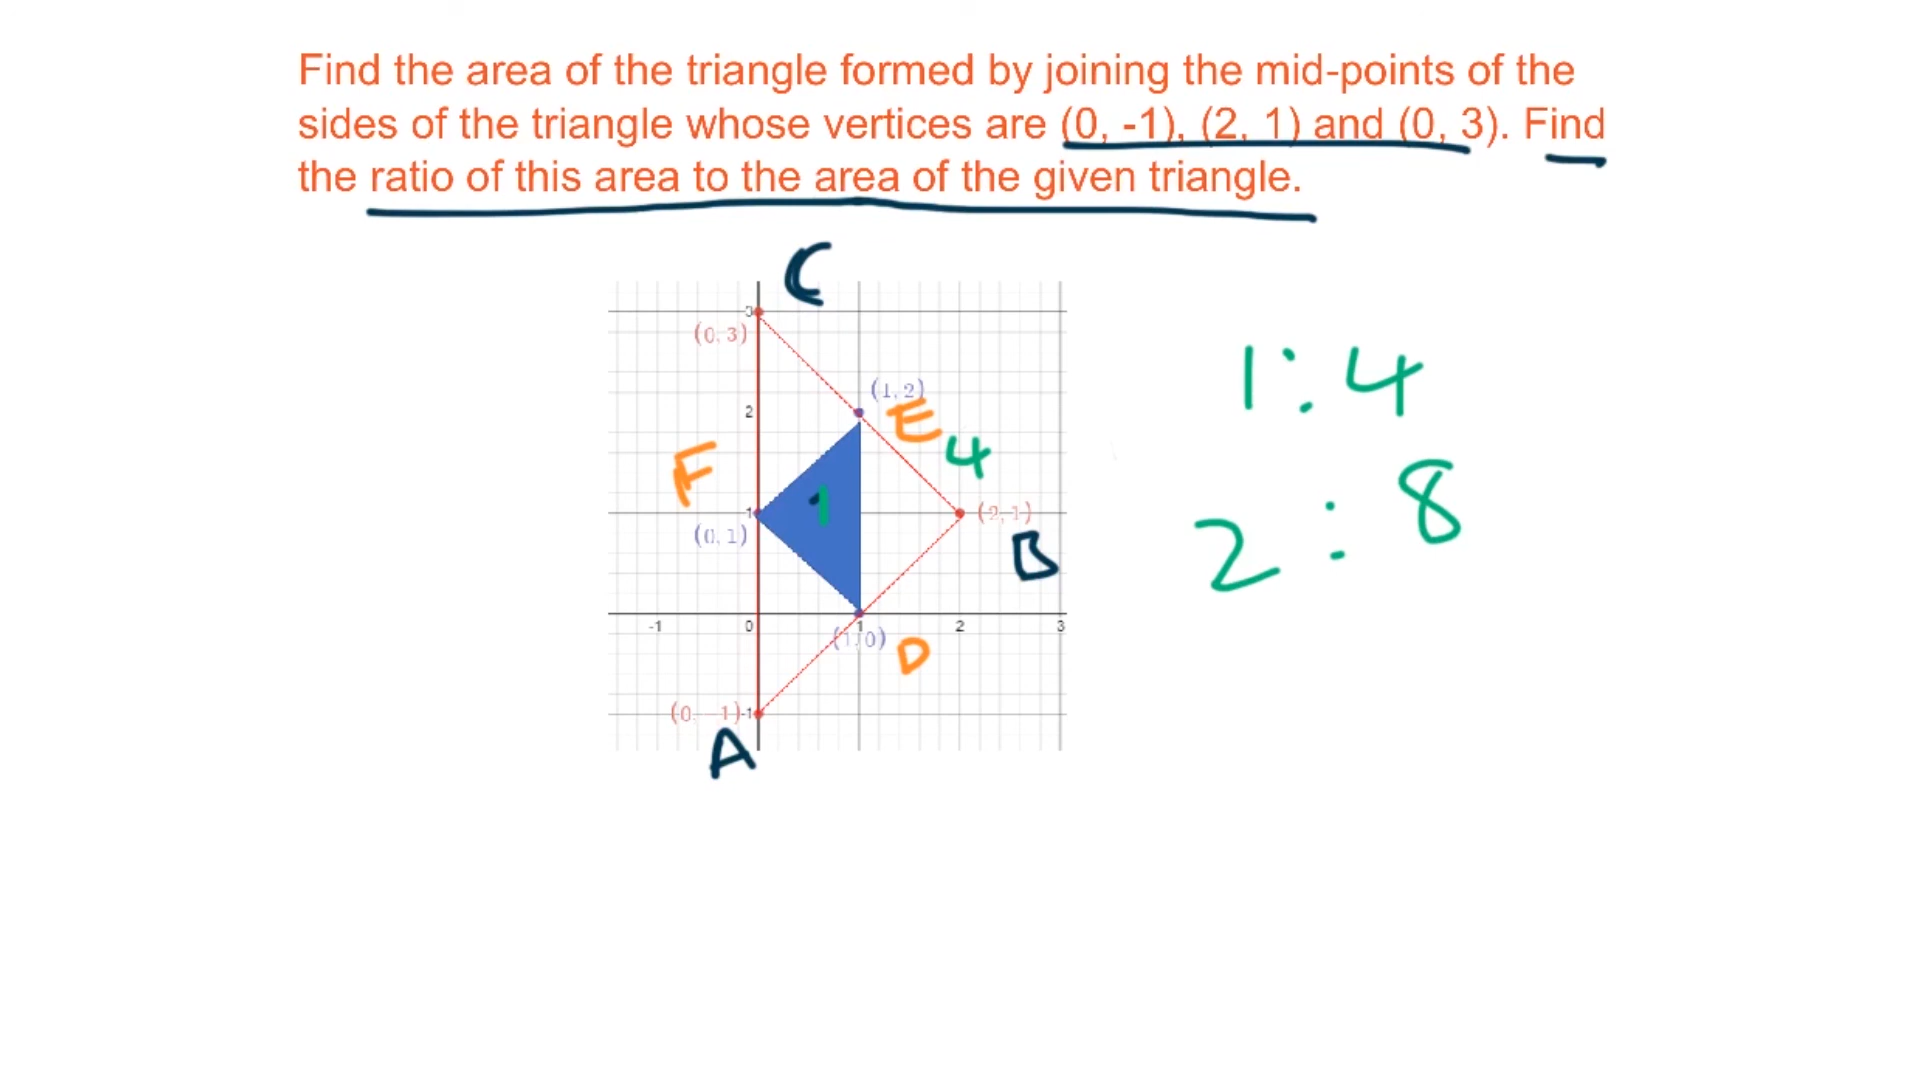 Find the area of the triangle formed by joining the mid-points of the
sides of the triangle whose vertices are (0, -1), (2, 1) and (0, 3). Find
the ratio of this area to the area of the given triangle.
C
3
(0, 3)
(1, 2)
1:4
2
E
4
F
8
1
1
(2, 1)
(0, 1)
B
2 :
-1
0
1
2
3
(1, 0)
D
(0, -1)
-1
A